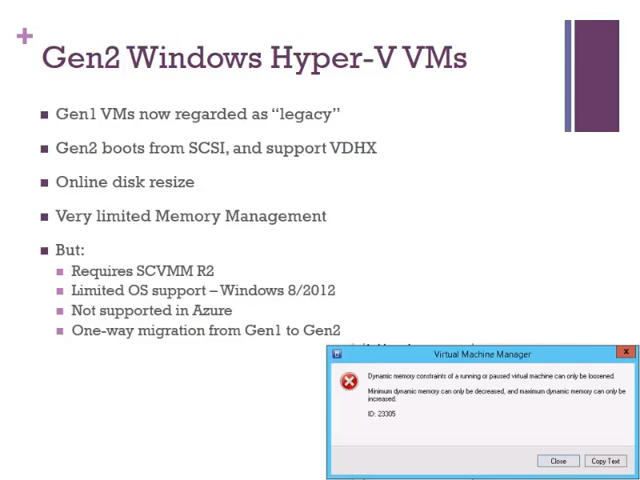 +
Gen2 Windows Hyper-V VMs
Gen1 VMs now regarded as “legacy”
Gen2 boots from SCSI, and support VDHX
Online disk resize
Very limited Memory Management
But:
Requires SCVMM R2
Limited OS support – Windows 8/2012
Not supported in Azure
One-way migration from Gen1 to Gen2
Virtual Machine Manager
x
Dynamic memory constraints of a running or paused virtual machine can only be loosened.
Minimum dynamic memory can only be decreased, and maximum dynamic memory can only be
increased.
ID: 23305
Close
Copy Text